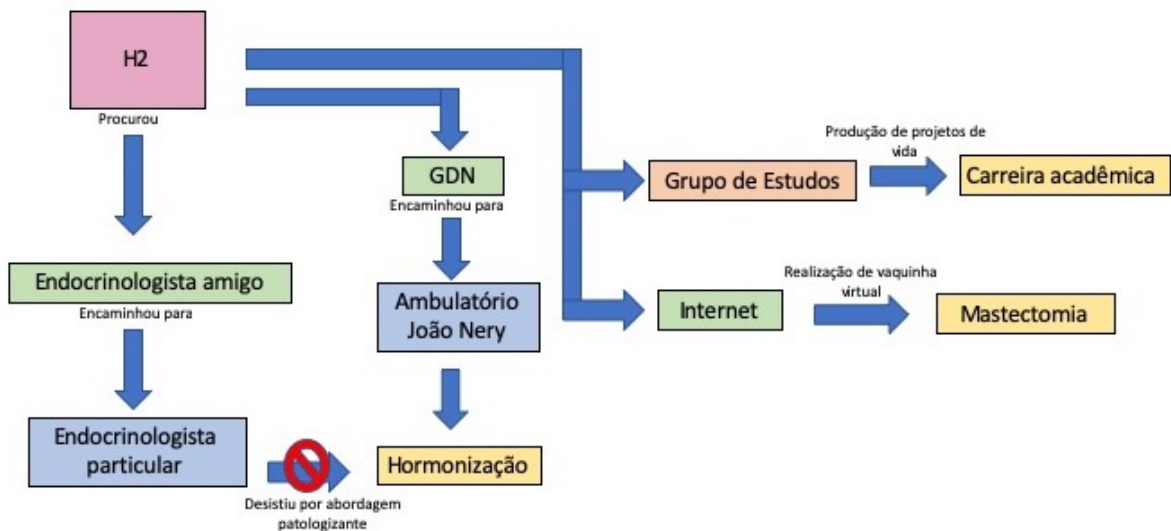 H2
Procurou
Endocrinologista amigo
Encaminhou para
Endocrinologista
particular
Desistiu por abordagem
patologizante
GDN
Encaminhou para
Ambulatório
João Nery
Hormonização
Grupo de Estudos
Produção de projetos de
vida
Carreira acadêmica
Internet
Realização de vaquinha
virtual
Mastectomia